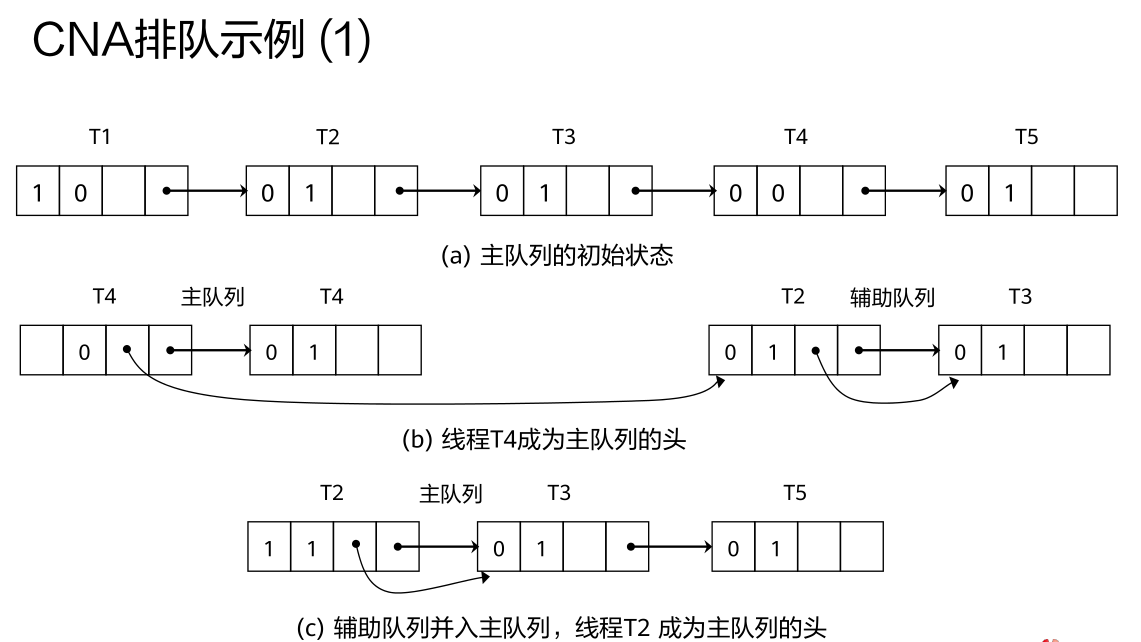 CNA排队示例 (1)
T1 T2 T3 T4 T5
1 0 0 1 0 1 0 0 0 1
(a) 主队列的初始状态
T4 主队列 T4 T2 辅助队列 T3
0 0 1 0 1 0 1
(b) 线程T4成为主队列的头
T2 主队列 T3 T5
1 1 0 1 0 1
(c) 辅助队列并入主队列，线程T2 成为主队列的头